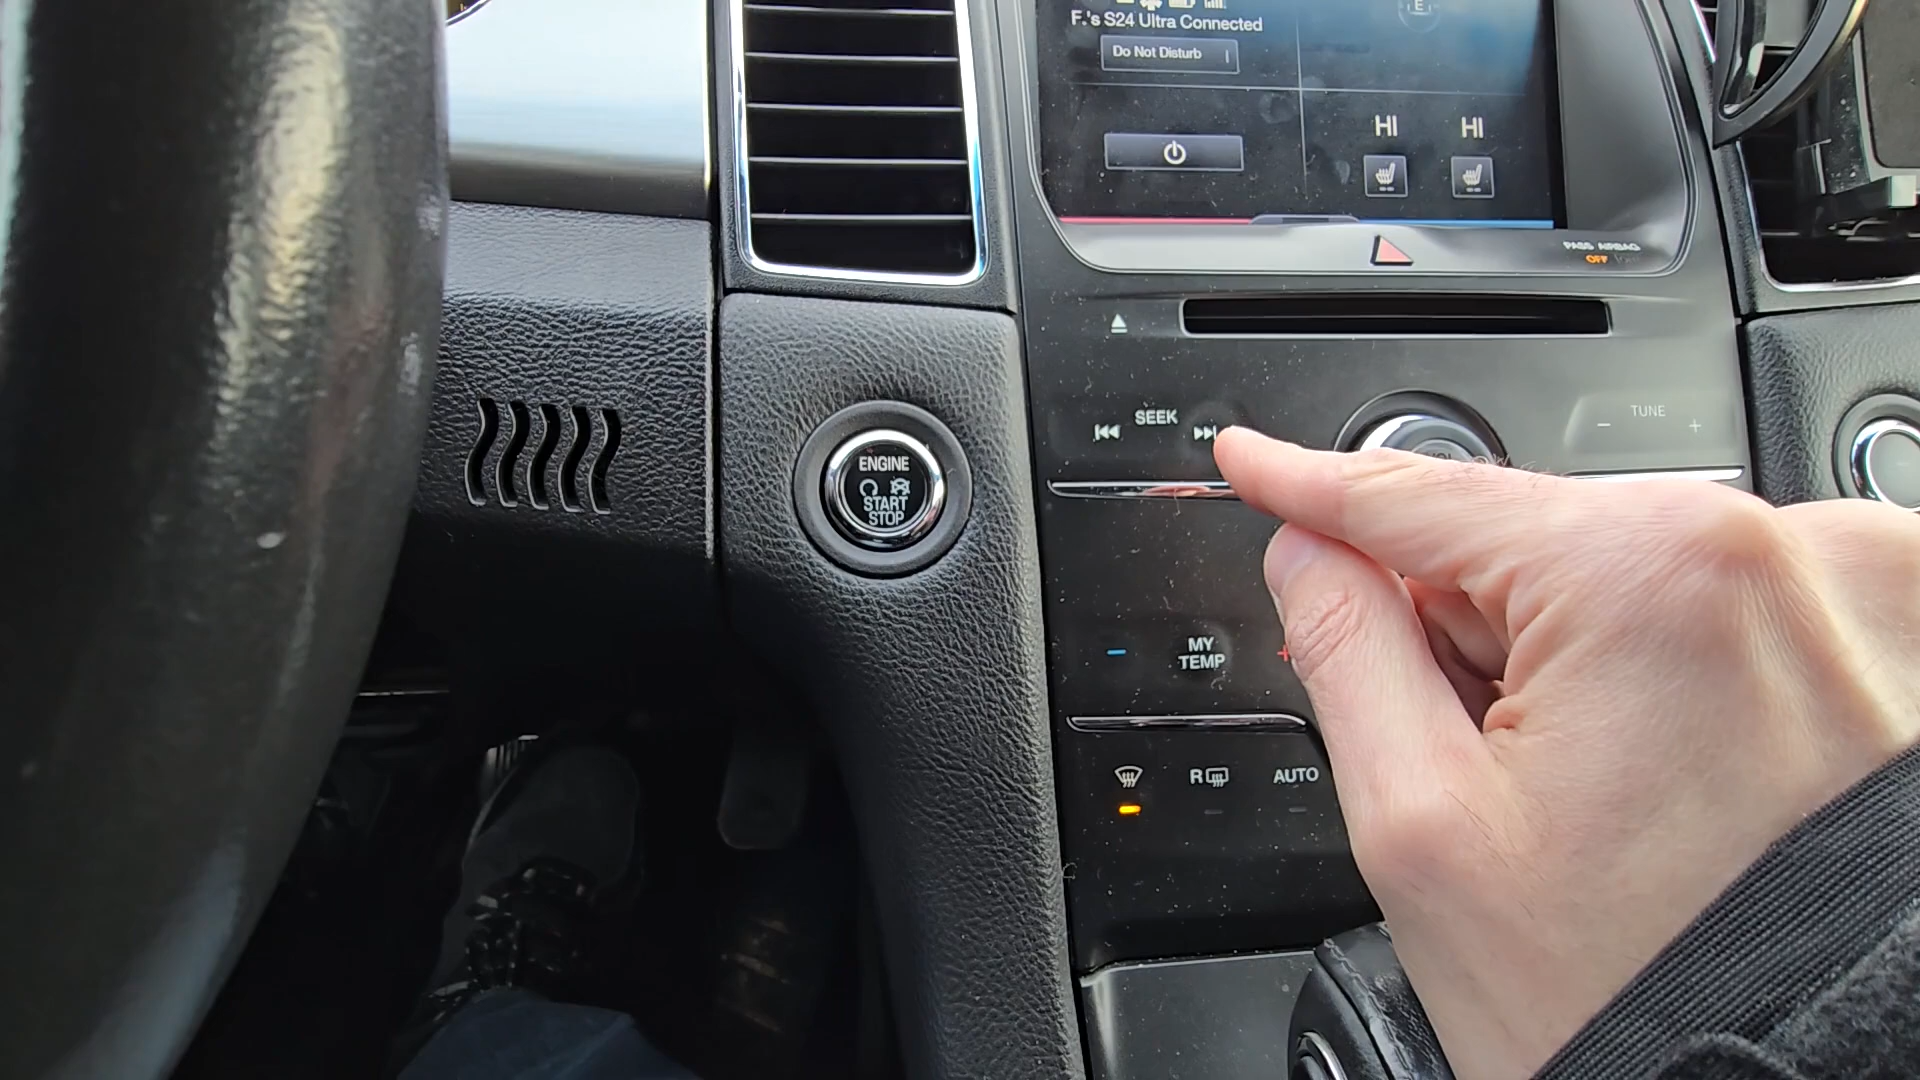 F.'s S24 Ultra Connected
E
Do Not Disturb
HI HI
PASS AIRBAG
OFF
SEEK
TUNE
− +
ENGINE
START
STOP
− MY
TEMP +
R AUTO